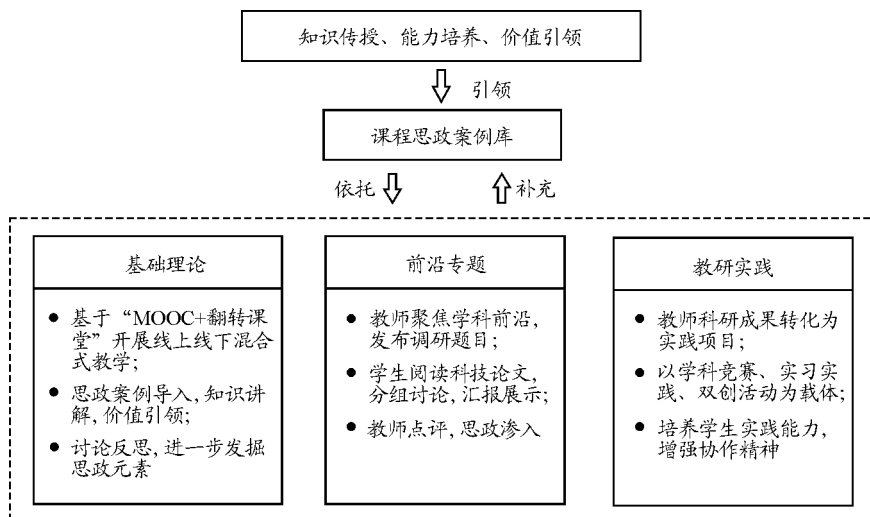 知识传授、能力培养、价值引领
引领
课程思政案例库
依托
补充
基础理论
● 基于“MOOC+翻转课
堂”开展线上线下混合
式教学;
● 思政案例导入,知识讲
解,价值引领;
● 讨论反思,进一步发掘
思政元素
前沿专题
● 教师聚焦学科前沿,
发布调研题目;
● 学生阅读科技论文,
分组讨论,汇报展示;
● 教师点评,思政渗入
教研实践
● 教师科研成果转化为
实践项目;
● 以学科竞赛、实习实
践、双创活动为载体;
● 培养学生实践能力,
增强协作精神